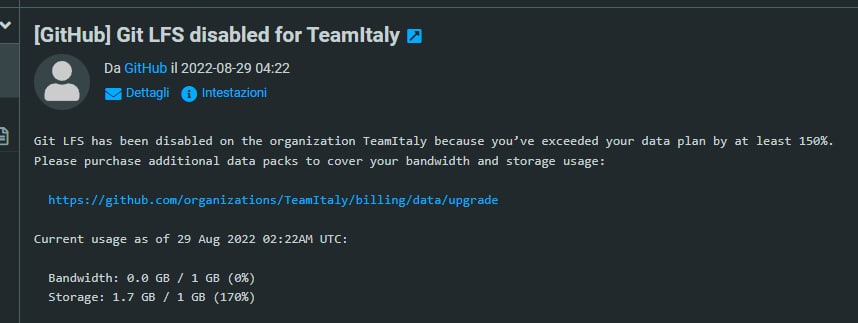 [GitHub] Git LFS disabled for TeamItaly
Da GitHub il 2022-08-29 04:22
Dettagli Intestazioni
Git LFS has been disabled on the organization TeamItaly because you’ve exceeded your data plan by at least 150%.
Please purchase additional data packs to cover your bandwidth and storage usage:
https://github.com/organizations/TeamItaly/billing/data/upgrade
Current usage as of 29 Aug 2022 02:22AM UTC:
Bandwidth: 0.0 GB / 1 GB (0%)
Storage: 1.7 GB / 1 GB (170%)